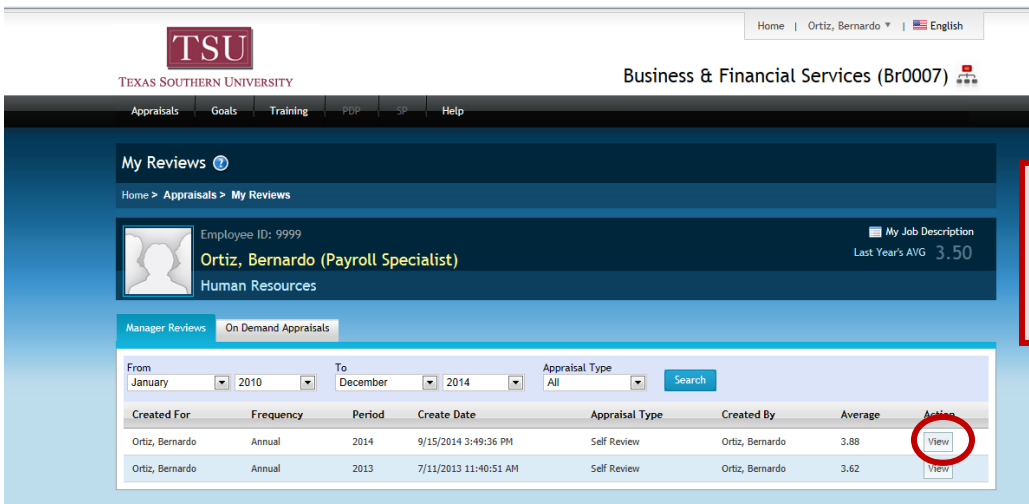 Home | Ortiz, Bernardo ▼ | English
TSU
TEXAS SOUTHERN UNIVERSITY
Business & Financial Services (Br0007)
Appraisals Goals Training PDP SP Help
My Reviews ?
Home > Appraisals > My Reviews
Employee ID: 9999
My Job Description
Ortiz, Bernardo (Payroll Specialist)
Last Year's AVG 3.50
Human Resources
Manager Reviews On Demand Appraisals
From To Appraisal Type
January 2010 December 2014 All Search
Created For Frequency Period Create Date Appraisal Type Created By Average Action
Ortiz, Bernardo Annual 2014 9/15/2014 3:49:36 PM Self Review Ortiz, Bernardo 3.88 View
Ortiz, Bernardo Annual 2013 7/11/2013 11:40:51 AM Self Review Ortiz, Bernardo 3.62 View